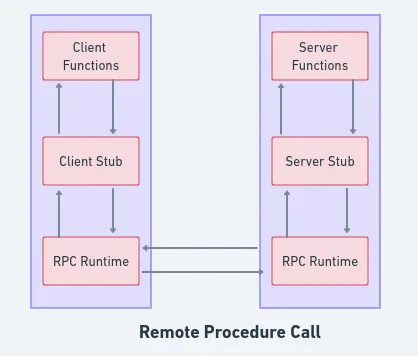 Client
Functions
Client Stub
RPC Runtime
Server
Functions
Server Stub
RPC Runtime
Remote Procedure Call